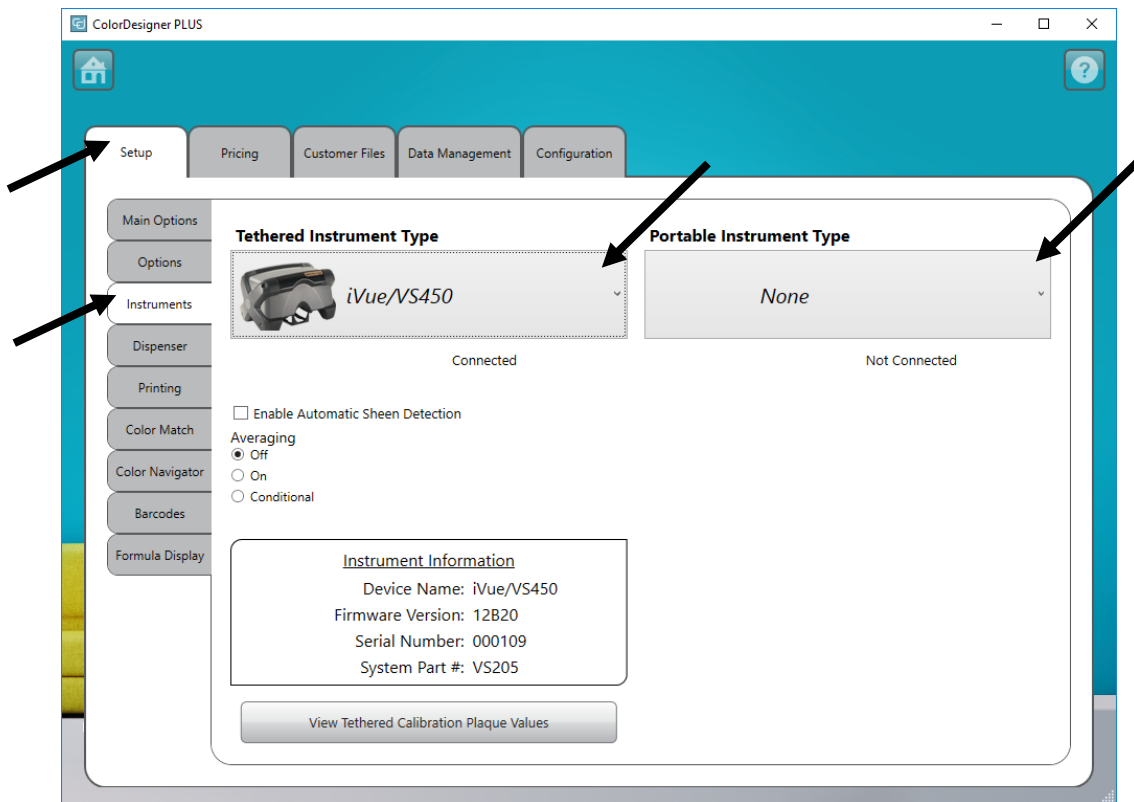 ColorDesigner PLUS
Setup
Pricing
Customer Files
Data Management
Configuration
Main Options
Options
Instruments
Dispenser
Printing
Color Match
Color Navigator
Barcodes
Formula Display
Tethered Instrument Type
iVue/VS450
Connected
Portable Instrument Type
None
Not Connected
Enable Automatic Sheen Detection
Averaging
Off
On
Conditional
Instrument Information
Device Name: iVue/VS450
Firmware Version: 12B20
Serial Number: 000109
System Part #: VS205
View Tethered Calibration Plaque Values